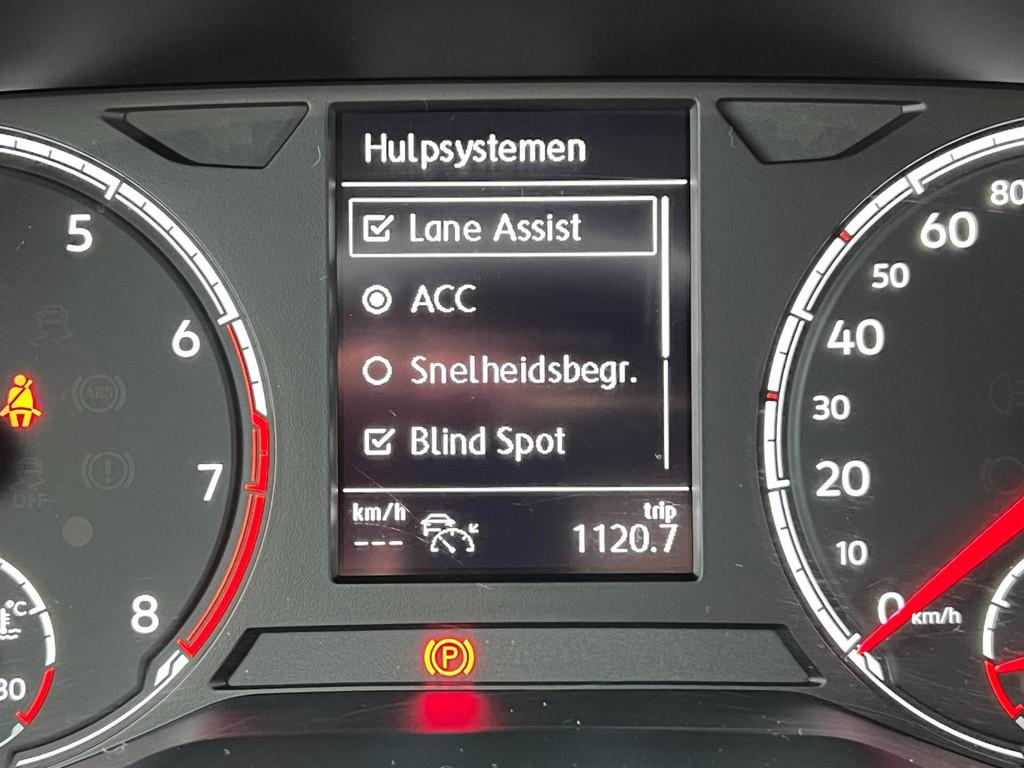 Hulpsystemen
Lane Assist
ACC
Snelheidsbegr.
Blind Spot
km/h
---
trip
1120.7
5
6
7
8
ABS
OFF
°C
80
60
50
40
30
20
10
0
km/h
P